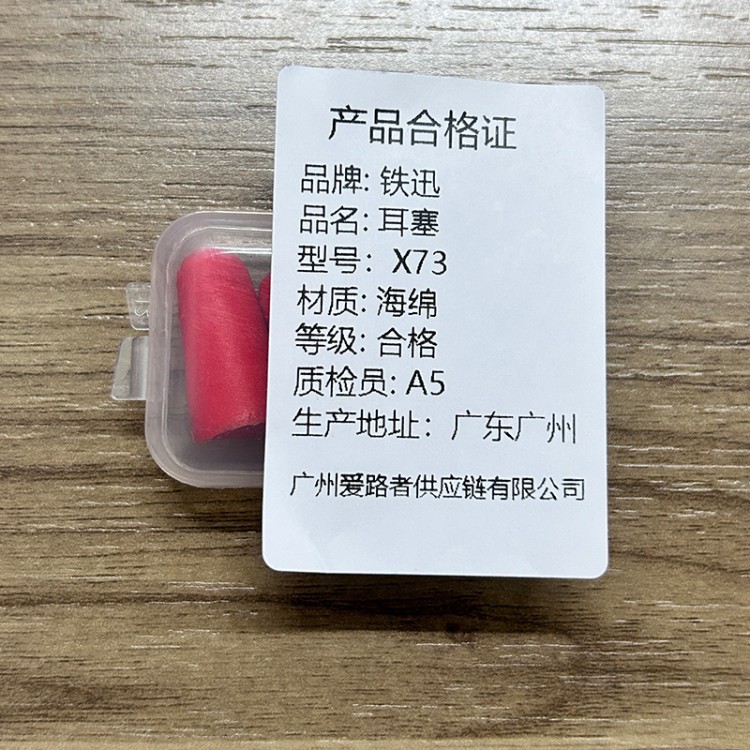 产品合格证
品牌: 铁迅
品名: 耳塞
型号: X73
材质: 海绵
等级: 合格
质检员: A5
生产地址: 广东广州
广州爱路者供应链有限公司